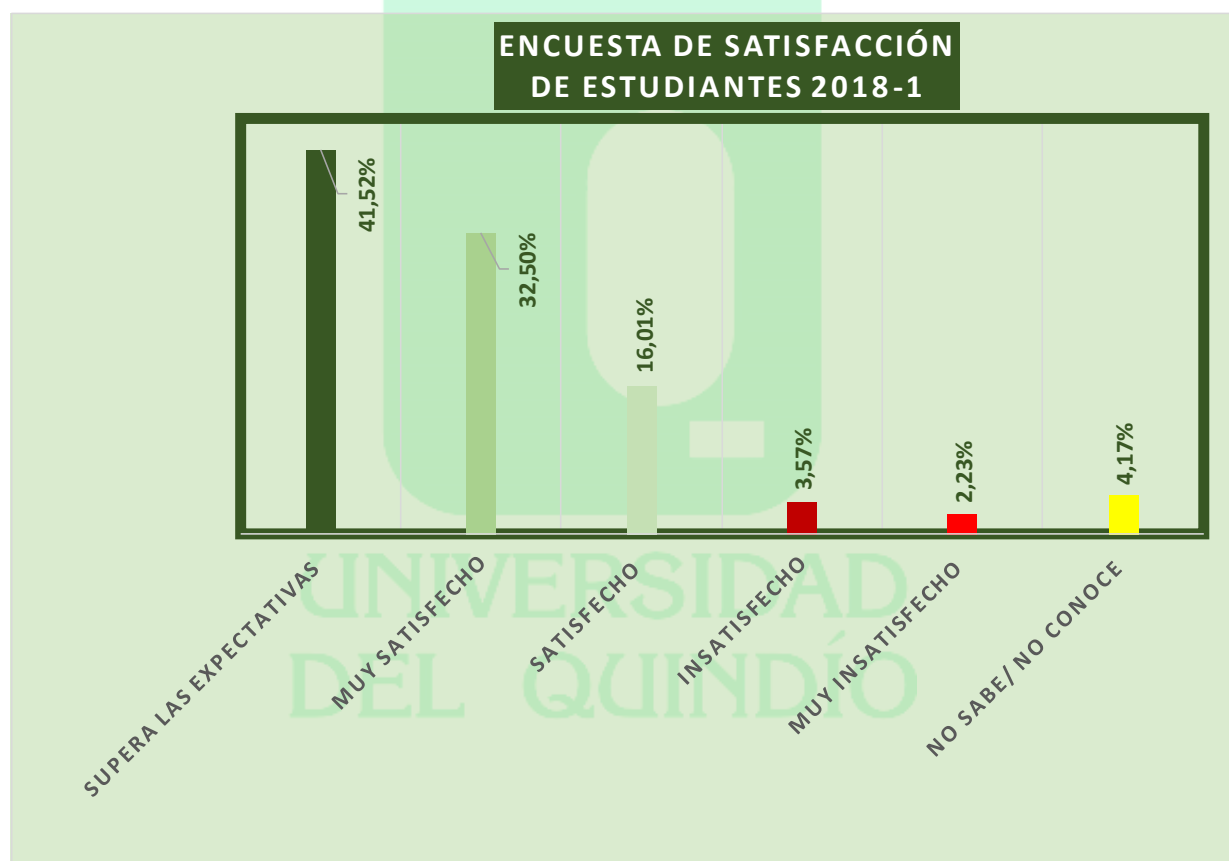 ENCUESTA DE SATISFACCIÓN
DE ESTUDIANTES 2018-1
41,52%
32,50%
16,01%
3,57%
2,23%
4,17%
SUPERA LAS EXPECTATIVAS
MUY SATISFECHO
SATISFECHO
INSATISFECHO
MUY INSATISFECHO
NO SABE/ NO CONOCE
UNIVERSIDAD
DEL QUINDÍO